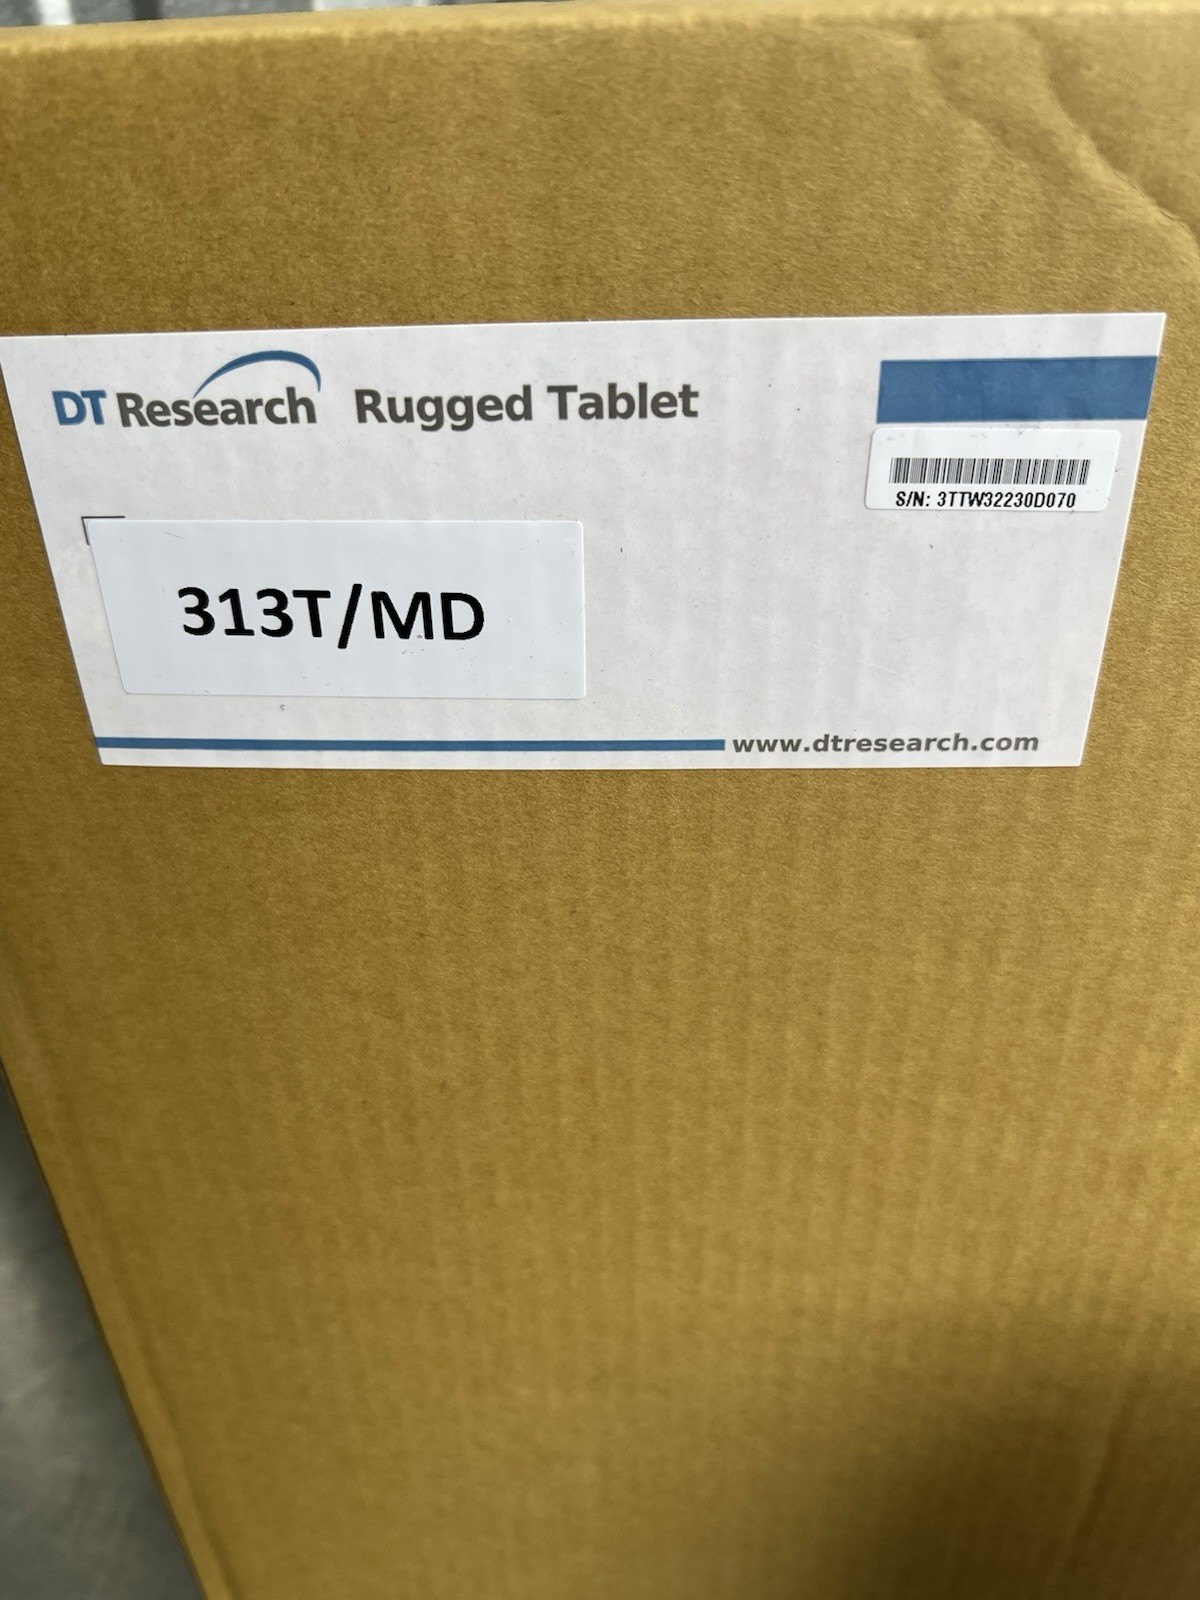 DT Research Rugged Tablet
S/N: 3TTW32230D070
313T/MD
www.dtresearch.com